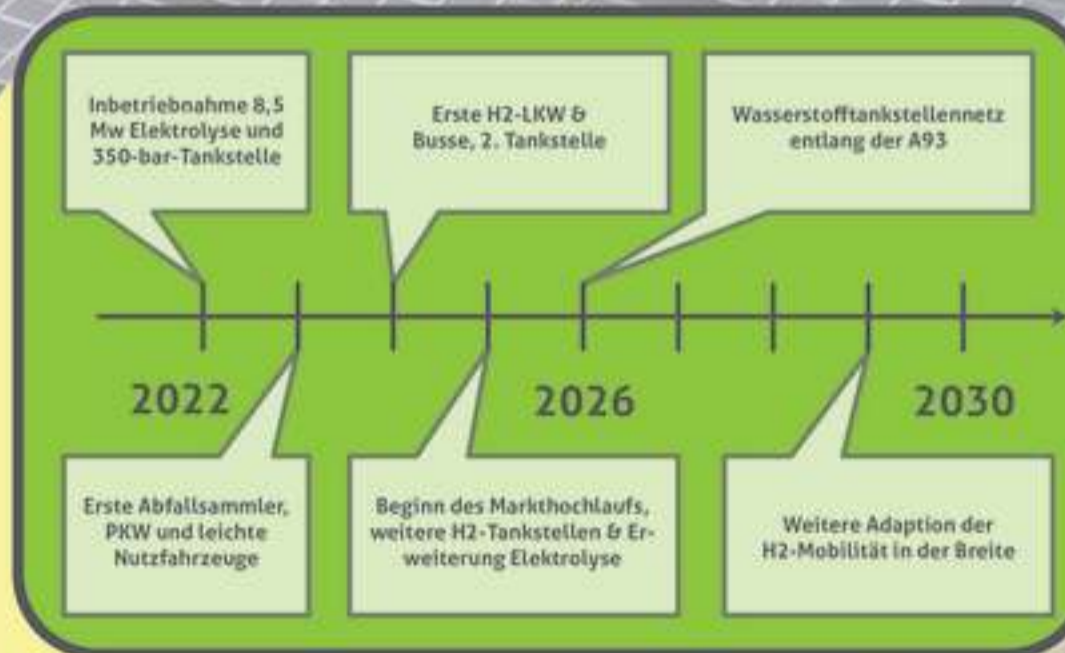 Inbetriebnahme 8,5
Mw Elektrolyse und
350-bar-Tankstelle
Erste H2-LKW &
Busse, 2. Tankstelle
Wasserstofftankstellennetz
entlang der A93
2022
2026
2030
Erste Abfallsammler,
PKW und leichte
Nutzfahrzeuge
Beginn des Markthochlaufs,
weitere H2-Tankstellen & Er-
weiterung Elektrolyse
Weitere Adaption der
H2-Mobilität in der Breite